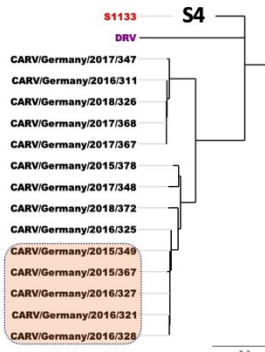 S1133 S4
DRV
CARV/Germany/2017/347
CARV/Germany/2016/311
CARV/Germany/2018/326
CARV/Germany/2017/368
CARV/Germany/2017/367
CARV/Germany/2015/378
CARV/Germany/2017/348
CARV/Germany/2018/372
CARV/Germany/2016/325
CARV/Germany/2015/349
CARV/Germany/2015/367
CARV/Germany/2016/327
CARV/Germany/2016/321
CARV/Germany/2016/328